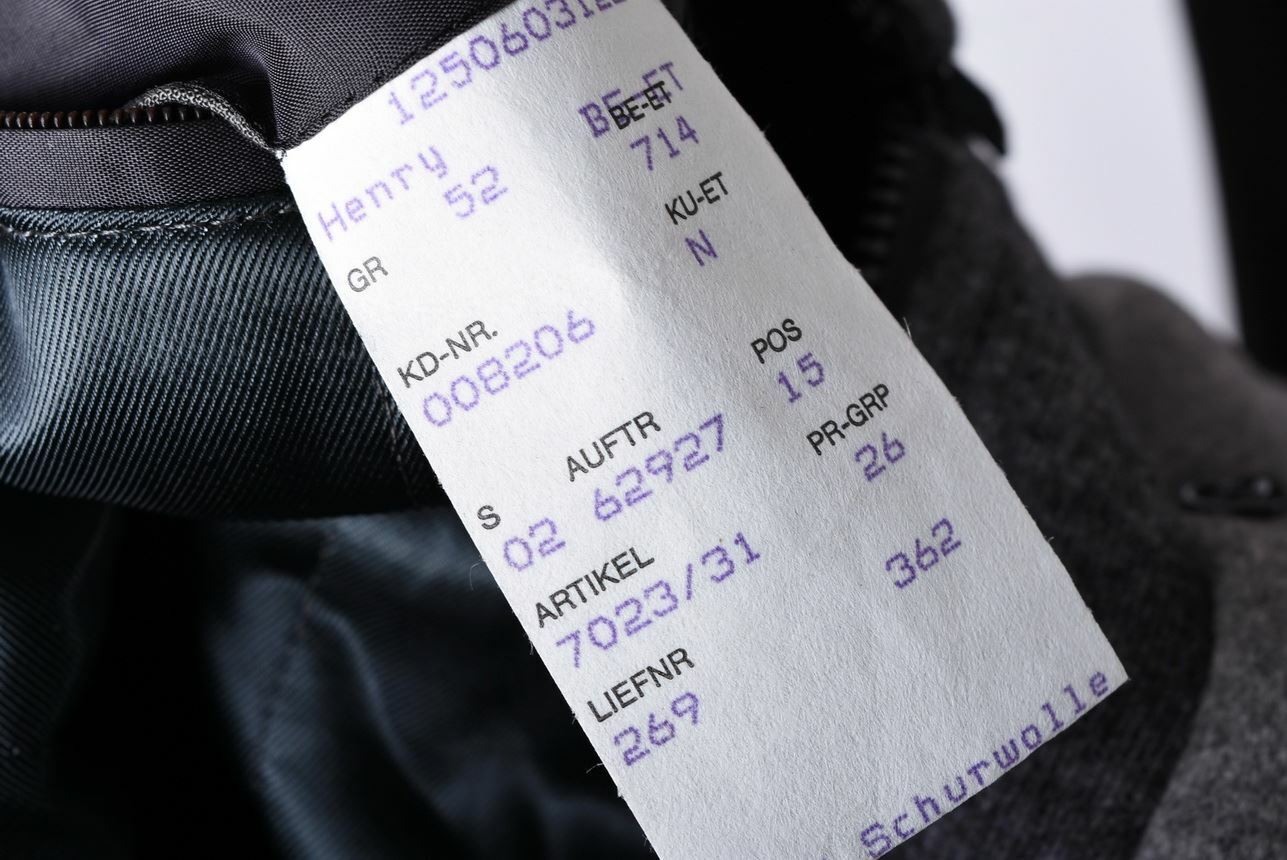 1250603122
Henry BE-ET
BE-ET
52 714
GR KU-ET
N
KD-NR.
008206 POS
15
AUFTR PR-GRP
S 26
02 62927
ARTIKEL
7023/31 362
LIEFNR
269
Schurwolle